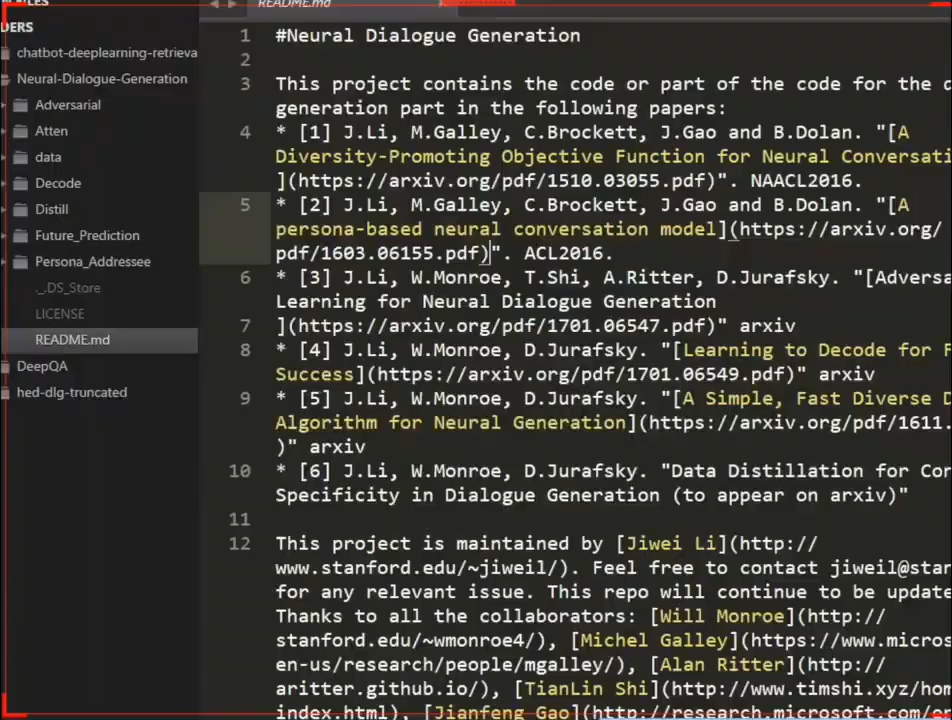 DERS
chatbot-deeplearning-retrieva
Neural-Dialogue-Generation
Adversarial
Atten
data
Decode
Distill
Future_Prediction
Persona_Addressee
._.DS_Store
LICENSE
README.md
DeepQA
hed-dlg-truncated
README.md
1 #Neural Dialogue Generation
2
3 This project contains the code or part of the code for the d
generation part in the following papers:
4 * [1] J.Li, M.Galley, C.Brockett, J.Gao and B.Dolan. "[A
Diversity-Promoting Objective Function for Neural Conversati
](https://arxiv.org/pdf/1510.03055.pdf)". NAACL2016.
5 * [2] J.Li, M.Galley, C.Brockett, J.Gao and B.Dolan. "[A
persona-based neural conversation model](https://arxiv.org/
pdf/1603.06155.pdf)". ACL2016.
6 * [3] J.Li, W.Monroe, T.Shi, A.Ritter, D.Jurafsky. "[Adversa
Learning for Neural Dialogue Generation
7 ](https://arxiv.org/pdf/1701.06547.pdf)" arxiv
8 * [4] J.Li, W.Monroe, D.Jurafsky. "[Learning to Decode for F
Success](https://arxiv.org/pdf/1701.06549.pdf)" arxiv
9 * [5] J.Li, W.Monroe, D.Jurafsky. "[A Simple, Fast Diverse D
Algorithm for Neural Generation](https://arxiv.org/pdf/1611.
)" arxiv
10 * [6] J.Li, W.Monroe, D.Jurafsky. "Data Distillation for Con
Specificity in Dialogue Generation (to appear on arxiv)"
11
12 This project is maintained by [Jiwei Li](http://
www.stanford.edu/~jiweil/). Feel free to contact jiweil@stan
for any relevant issue. This repo will continue to be update
Thanks to all the collaborators: [Will Monroe](http://
stanford.edu/~wmonroe4/), [Michel Galley](https://www.micros
en-us/research/people/mgalley/), [Alan Ritter](http://
aritter.github.io/), [TianLin Shi](http://www.timshi.xyz/hom
index.html), [Jianfeng Gao](http://research.microsoft.com/en